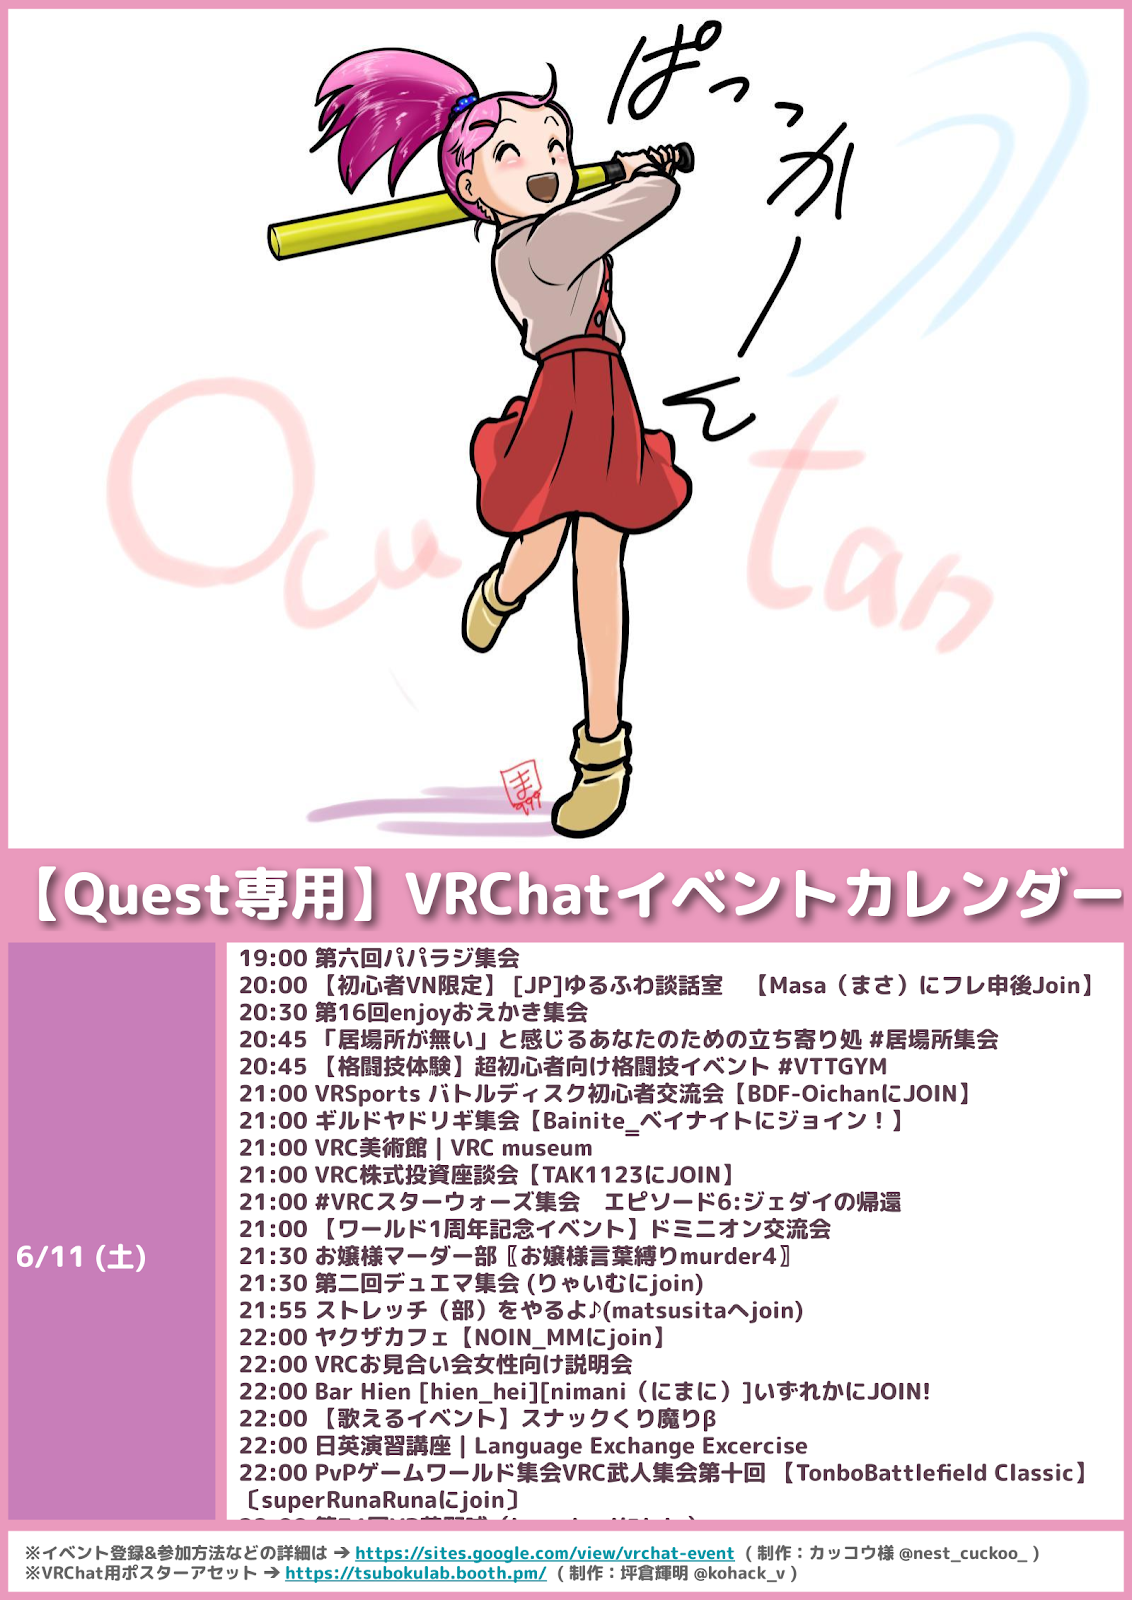 ぱっっかーん
Ocu tan
ま
999
【Quest専用】VRChatイベントカレンダー
6/11 (土)
19:00 第六回パパラジ集会
20:00 【初心者VN限定】 [JP]ゆるふわ談話室　【Masa（まさ）にフレ申後Join】
20:30 第16回enjoyおえかき集会
20:45 「居場所が無い」と感じるあなたのための立ち寄り処 #居場所集会
20:45 【格闘技体験】超初心者向け格闘技イベント #VTTGYM
21:00 VRSports バトルディスク初心者交流会【BDF-OichanにJOIN】
21:00 ギルドヤドリギ集会【Bainite‗ベイナイトにジョイン！】
21:00 VRC美術館 | VRC museum
21:00 VRC株式投資座談会【TAK1123にJOIN】
21:00 #VRCスターウォーズ集会　エピソード6:ジェダイの帰還
21:00 【ワールド1周年記念イベント】ドミニオン交流会
21:30 お嬢様マーダー部〖お嬢様言葉縛りmurder4〗
21:30 第二回デュエマ集会 (りゃいむにjoin)
21:55 ストレッチ（部）をやるよ♪(matsusitaへjoin)
22:00 ヤクザカフェ【NOIN_MMにjoin】
22:00 VRCお見合い会女性向け説明会
22:00 Bar Hien [hien_hei][nimani（にまに）]いずれかにJOIN!
22:00 【歌えるイベント】スナックくり魔りβ
22:00 日英演習講座 | Language Exchange Excercise
22:00 PvPゲームワールド集会VRC武人集会第十回 【TonboBattlefield Classic】
〔superRunaRunaにjoin〕
※イベント登録&参加方法などの詳細は ➔ https://sites.google.com/view/vrchat-event （制作：カッコウ様 @nest_cuckoo_ ）
※VRChat用ポスターアセット ➔ https://tsubokulab.booth.pm/ （制作：坪倉輝明 @kohack_v ）